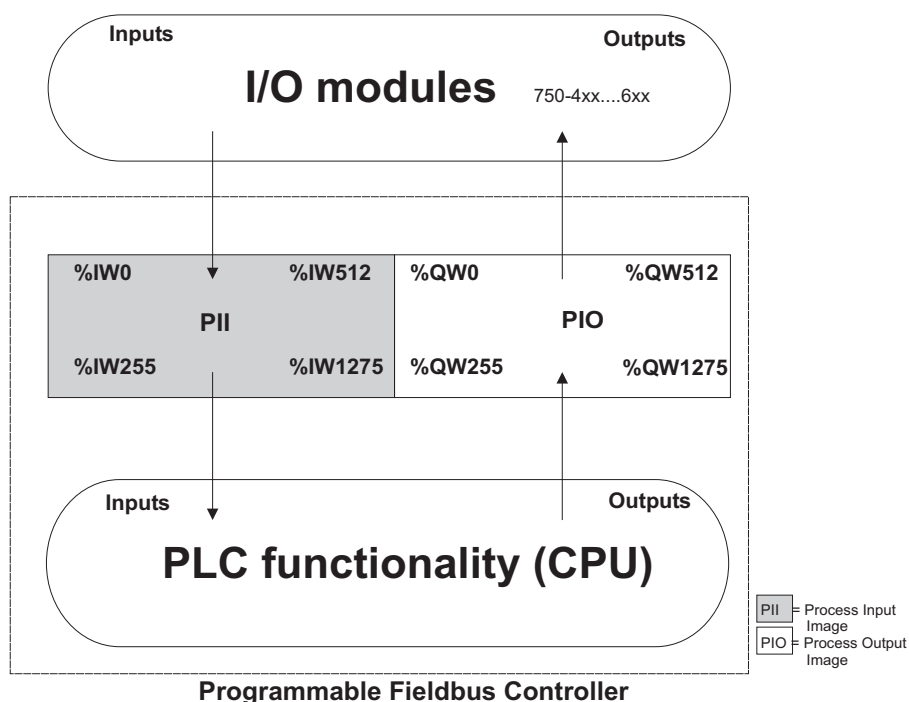 Inputs
Outputs
I/O modules 750-4xx....6xx
%IW0 %IW512 %QW0 %QW512
PII PIO
%IW255 %IW1275 %QW255 %QW1275
Inputs
Outputs
PLC functionality (CPU)
PII = Process Input
Image
PIO = Process Output
Image
Programmable Fieldbus Controller